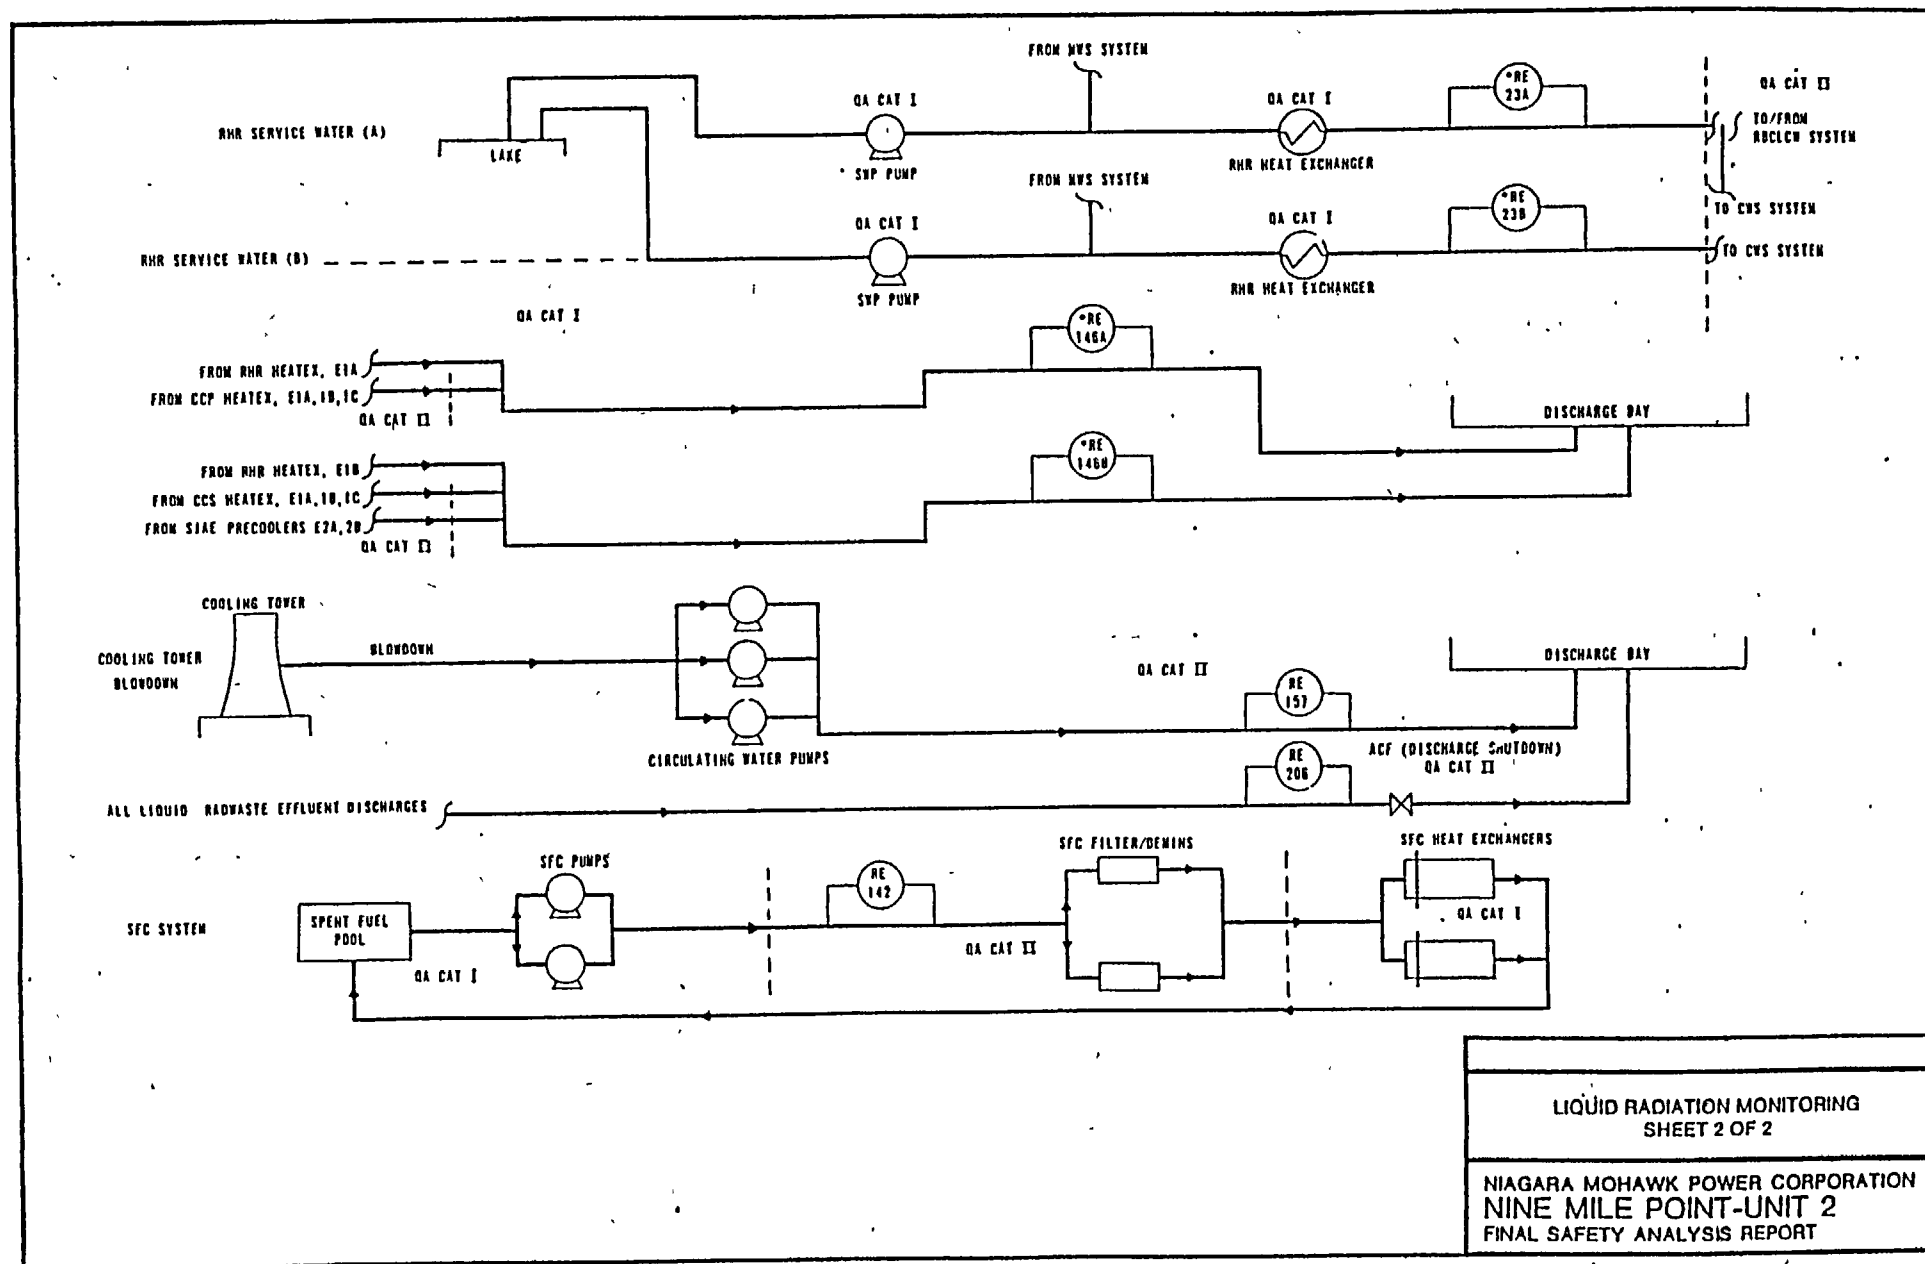 FROM NWS SYSTEM
QA CAT I
QA CAT I
*RE
23A
QA CAT II
RHR SERVICE WATER (A)
LAKE
TO/FROM
RBCLCW SYSTEM
SWP PUMP
RHR HEAT EXCHANGER
FROM NWS SYSTEM
QA CAT I
QA CAT I
*RE
23B
TO CWS SYSTEM
RHR SERVICE WATER (B)
TO CWS SYSTEM
SWP PUMP
RHR HEAT EXCHANGER
QA CAT I
*RE
146A
FROM RHR HEATEX, E1A
FROM CCP HEATEX, E1A,1B,1C
QA CAT II
DISCHARGE BAY
*RE
146B
FROM RHR HEATEX, E1B
FROM CCS HEATEX, E1A,1B,1C
FROM SJAE PRECOOLERS E2A,2B
QA CAT II
COOLING TOWER
COOLING TOWER
BLOWDOWN
BLOWDOWN
QA CAT II
DISCHARGE BAY
RE
157
CIRCULATING WATER PUMPS
ACF (DISCHARGE SHUTDOWN)
QA CAT II
RE
206
ALL LIQUID RADWASTE EFFLUENT DISCHARGES
SFC PUMPS
SFC FILTER/DEMINS
SFC HEAT EXCHANGERS
RE
142
SFC SYSTEM
SPENT FUEL
POOL
QA CAT I
QA CAT II
QA CAT I
LIQUID RADIATION MONITORING
SHEET 2 OF 2
NIAGARA MOHAWK POWER CORPORATION
NINE MILE POINT-UNIT 2
FINAL SAFETY ANALYSIS REPORT